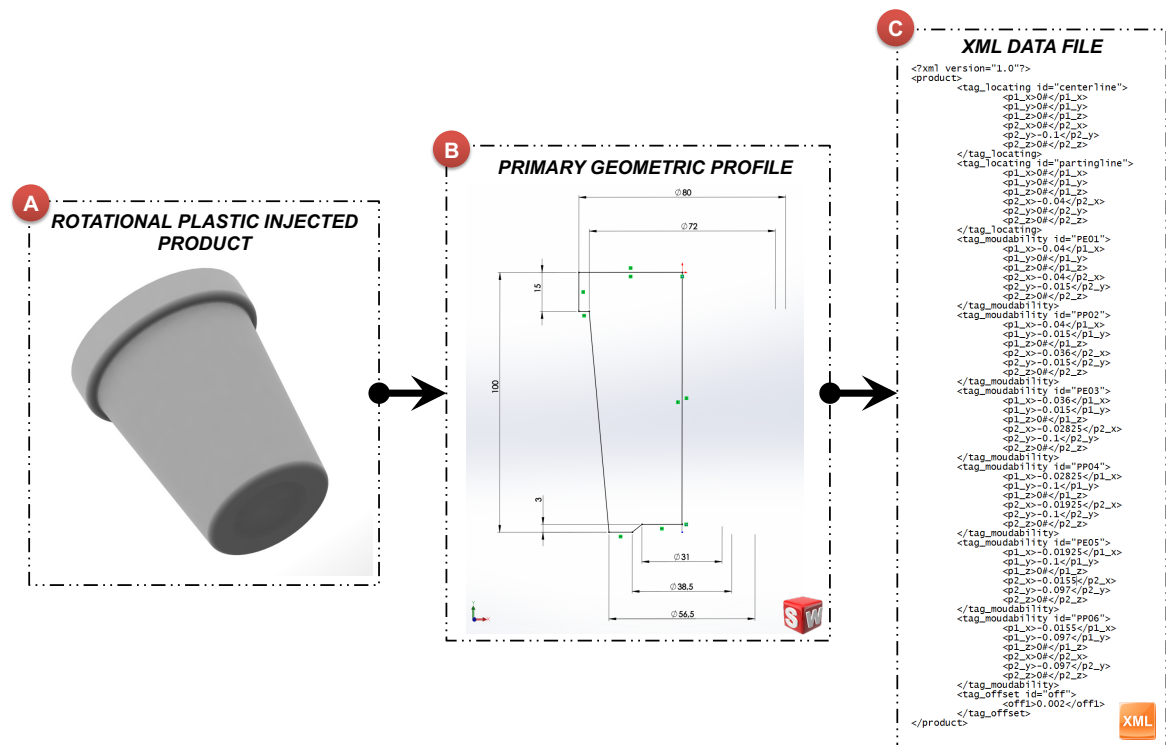 A
ROTATIONAL PLASTIC INJECTED
PRODUCT
B
PRIMARY GEOMETRIC PROFILE
Ø80
Ø72
15
100
3
Ø31
Ø38,5
Ø56,5
Y
X
SW
C
XML DATA FILE
<?xml version="1.0"?>
<product>
<tag_locating id="centerline">
<p1_x>0#</p1_x>
<p1_y>0#</p1_y>
<p1_z>0#</p1_z>
<p2_x>0#</p2_x>
<p2_y>-0.1</p2_y>
<p2_z>0#</p2_z>
</tag_locating>
<tag_locating id="partingline">
<p1_x>0#</p1_x>
<p1_y>0#</p1_y>
<p1_z>0#</p1_z>
<p2_x>-0.04</p2_x>
<p2_y>0#</p2_y>
<p2_z>0#</p2_z>
</tag_locating>
<tag_moudability id="PE01">
<p1_x>-0.04</p1_x>
<p1_y>0#</p1_y>
<p1_z>0#</p1_z>
<p2_x>-0.04</p2_x>
<p2_y>-0.015</p2_y>
<p2_z>0#</p2_z>
</tag_moudability>
<tag_moudability id="PP02">
<p1_x>-0.04</p1_x>
<p1_y>-0.015</p1_y>
<p1_z>0#</p1_z>
<p2_x>-0.036</p2_x>
<p2_y>-0.015</p2_y>
<p2_z>0#</p2_z>
</tag_moudability>
<tag_moudability id="PE03">
<p1_x>-0.036</p1_x>
<p1_y>-0.015</p1_y>
<p1_z>0#</p1_z>
<p2_x>-0.02825</p2_x>
<p2_y>-0.1</p2_y>
<p2_z>0#</p2_z>
</tag_moudability>
<tag_moudability id="PP04">
<p1_x>-0.02825</p1_x>
<p1_y>-0.1</p1_y>
<p1_z>0#</p1_z>
<p2_x>-0.01925</p2_x>
<p2_y>-0.1</p2_y>
<p2_z>0#</p2_z>
</tag_moudability>
<tag_moudability id="PE05">
<p1_x>-0.01925</p1_x>
<p1_y>-0.1</p1_y>
<p1_z>0#</p1_z>
<p2_x>-0.0155</p2_x>
<p2_y>-0.097</p2_y>
<p2_z>0#</p2_z>
</tag_moudability>
<tag_moudability id="PP06">
<p1_x>-0.0155</p1_x>
<p1_y>-0.097</p1_y>
<p1_z>0#</p1_z>
<p2_x>0#</p2_x>
<p2_y>-0.097</p2_y>
<p2_z>0#</p2_z>
</tag_moudability>
<tag_offset id="off">
<off1>0.002</off1>
</tag_offset>
</product>
XML